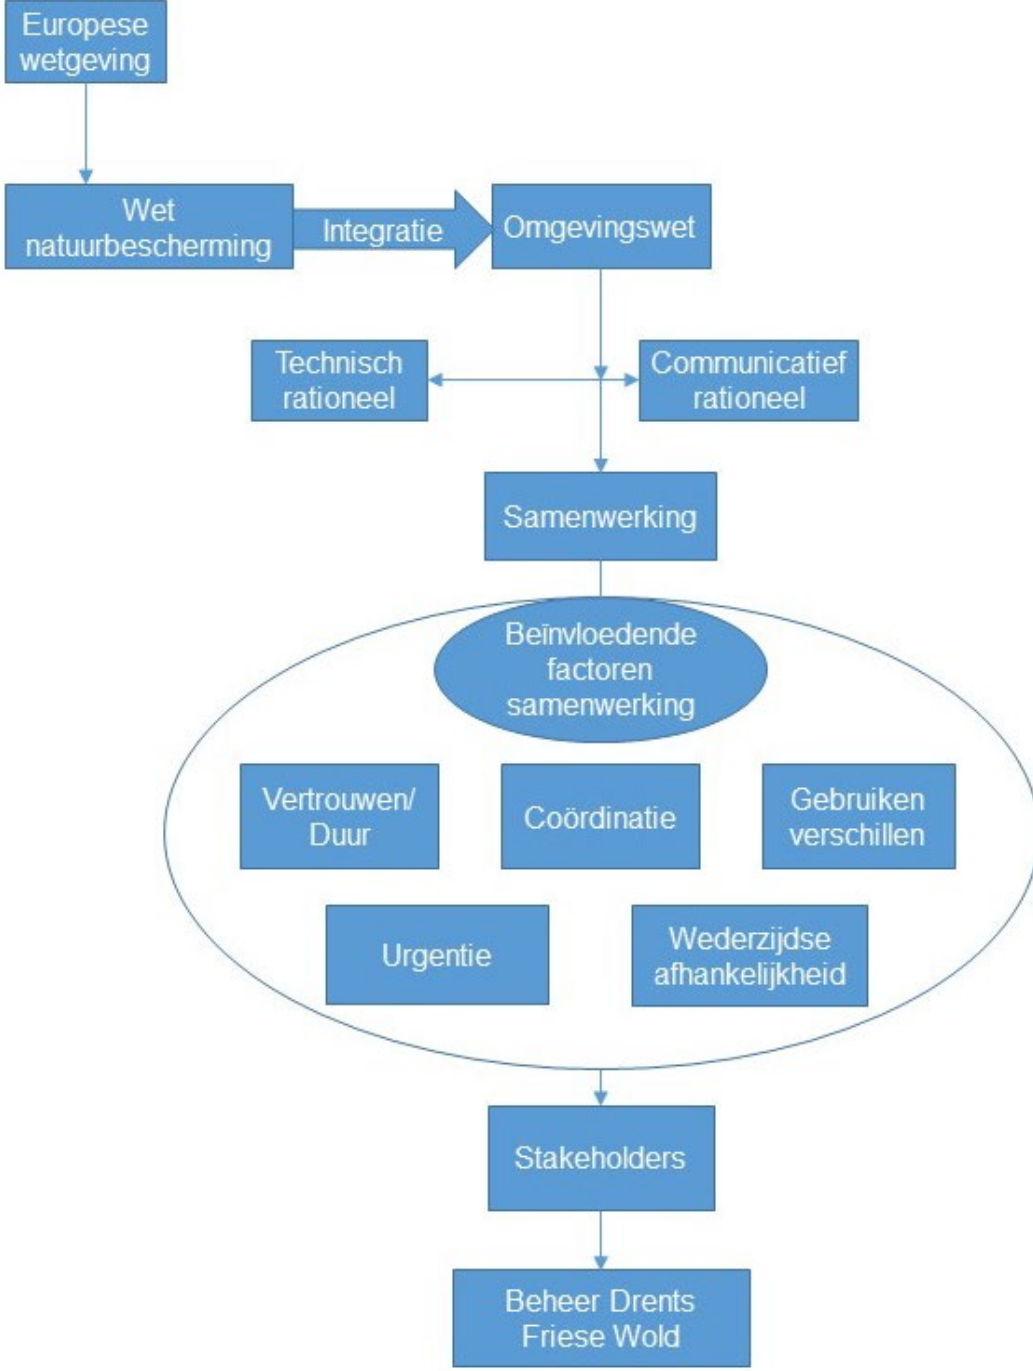 Europese
wetgeving
Wet
natuurbescherming
Integratie
Omgevingswet
Technisch
rationeel
Communicatief
rationeel
Samenwerking
Beïnvloedende
factoren
samenwerking
Vertrouwen/
Duur
Coördinatie
Gebruiken
verschillen
Urgentie
Wederzijdse
afhankelijkheid
Stakeholders
Beheer Drents
Friese Wold